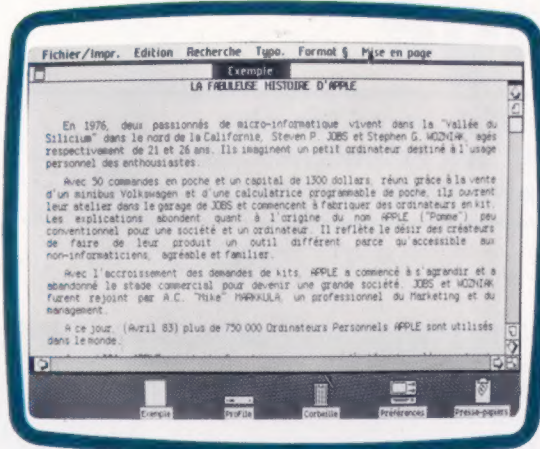 Fichier/Impr. Edition Recherche Typo. Format § Mise en page
Exemple
LA FABULEUSE HISTOIRE D'APPLE
En 1976, deux passionnés de micro-informatique vivent dans la "Vallée du
Silicium" dans le nord de la Californie, Steven P. JOBS et Stephen G. WOZNIAK, agés
respectivement de 21 et 26 ans. Ils imaginent un petit ordinateur destiné à l'usage
personnel des enthousiastes.
Avec 50 commandes en poche et un capital de 1300 dollars, réuni grâce à la vente
d'un minibus Volkswagen et d'une calculatrice programmable de poche, ils ouvrent
leur atelier dans le garage de JOBS et commencent à fabriquer des ordinateurs en kit.
Les explications abondent quant à l'origine du nom APPLE ("Pomme") peu
conventionnel pour une société et un ordinateur. Il reflète le désir des créateurs
de faire de leur produit un outil différent parce qu'accessible aux
non-informaticiens, agréable et familier.
Avec l'accroissement des demandes de kits, APPLE a commencé à s'agrandir et a
abandonné le stade commercial pour devenir une grande société. JOBS et WOZNIAK
furent rejoint par A.C. "Mike" MARKKULA, un professionnel du Marketing et du
management.
A ce jour, (Avril 83) plus de 750 000 Ordinateurs Personnels APPLE sont utilisés
dans le monde.
Exemple Profile Corbeille Préférences Presse-papiers